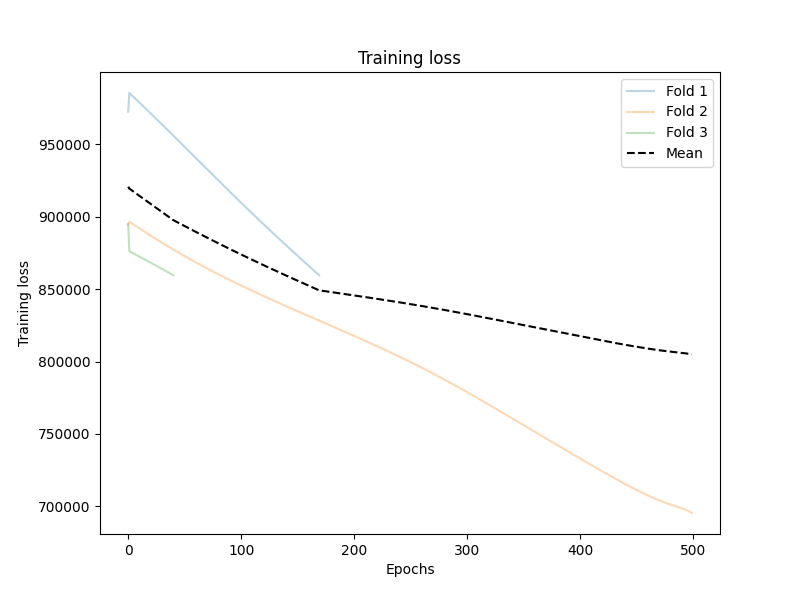 Training loss
Fold 1
Fold 2
Fold 3
Mean
950000
900000
850000
800000
750000
700000
Training loss
0 100 200 300 400 500
Epochs